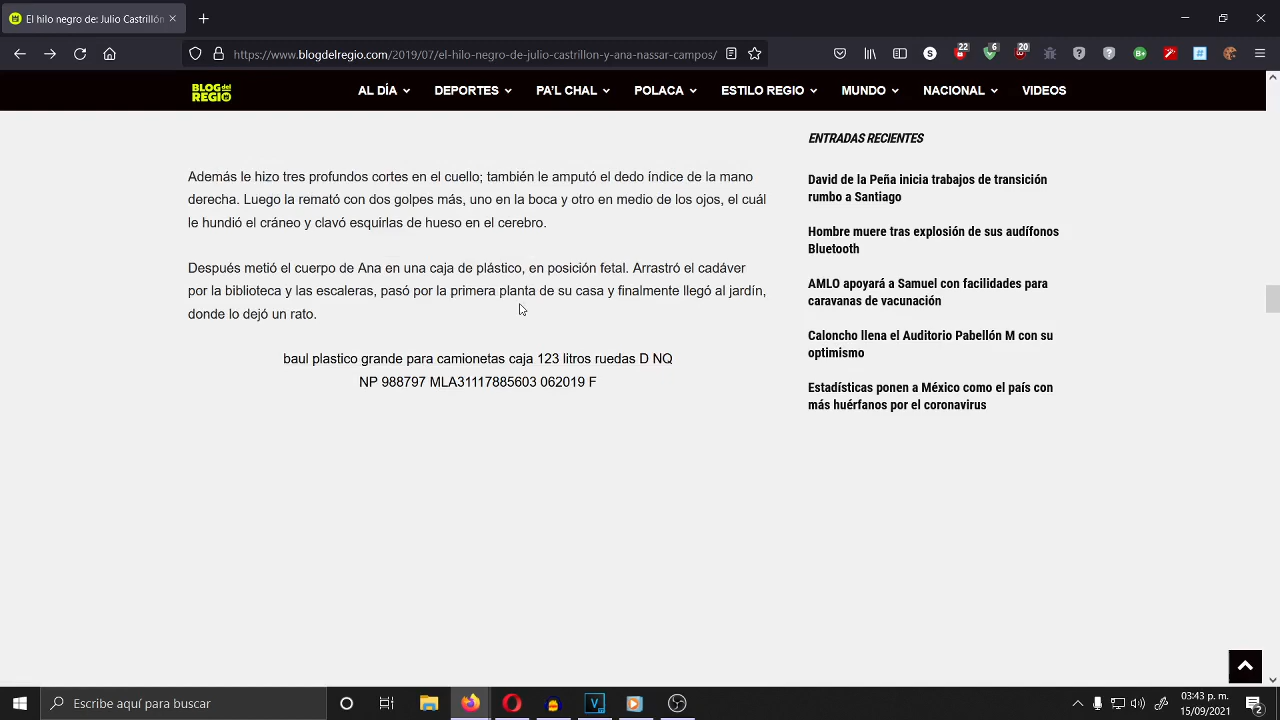 El hilo negro de Julio Castrillón
https://www.blogdelregio.com/2019/07/el-hilo-negro-de-julio-castrillon-y-ana-nassar-campos/
22
6
20
BLOG del REGIO
AL DÍA
DEPORTES
PA'L CHAL
POLACA
ESTILO REGIO
MUNDO
NACIONAL
VIDEOS
Además le hizo tres profundos cortes en el cuello; también le amputó el dedo índice de la mano
derecha. Luego la remató con dos golpes más, uno en la boca y otro en medio de los ojos, el cuál
le hundió el cráneo y clavó esquirlas de hueso en el cerebro.
Después metió el cuerpo de Ana en una caja de plástico, en posición fetal. Arrastró el cadáver
por la biblioteca y las escaleras, pasó por la primera planta de su casa y finalmente llegó al jardín,
donde lo dejó un rato.
baul plastico grande para camionetas caja 123 litros ruedas D NQ
NP 988797 MLA31117885603 062019 F
ENTRADAS RECIENTES
David de la Peña inicia trabajos de transición
rumbo a Santiago
Hombre muere tras explosión de sus audífonos
Bluetooth
AMLO apoyará a Samuel con facilidades para
caravanas de vacunación
Caloncho llena el Auditorio Pabellón M con su
optimismo
Estadísticas ponen a México como el país con
más huérfanos por el coronavirus
Escribe aquí para buscar
03:43 p. m.
15/09/2021
2